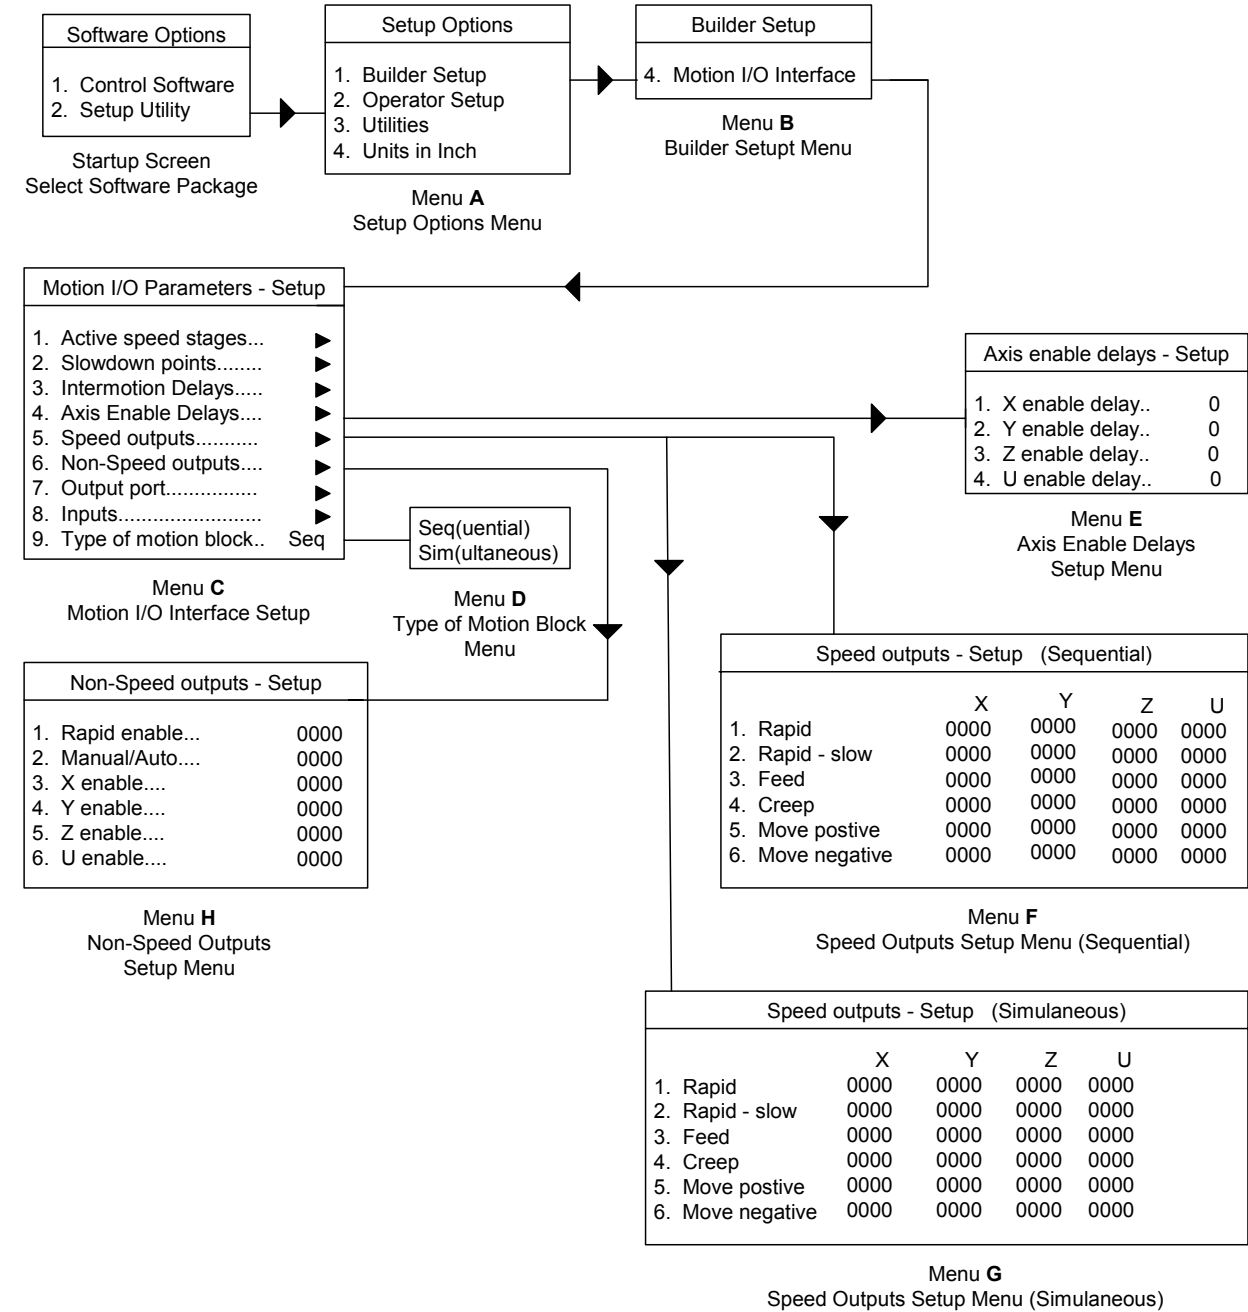 Software Options
1. Control Software
2. Setup Utility
Startup Screen
Select Software Package
Setup Options
1. Builder Setup
2. Operator Setup
3. Utilities
4. Units in Inch
Menu A
Setup Options Menu
Builder Setup
4. Motion I/O Interface
Menu B
Builder Setupt Menu
Motion I/O Parameters - Setup
1. Active speed stages...
2. Slowdown points........
3. Intermotion Delays.....
4. Axis Enable Delays....
5. Speed outputs...........
6. Non-Speed outputs....
7. Output port................
8. Inputs.........................
9. Type of motion block.. Seq
Menu C
Motion I/O Interface Setup
Seq(uential)
Sim(ultaneous)
Menu D
Type of Motion Block
Menu
Axis enable delays - Setup
1. X enable delay.. 0
2. Y enable delay.. 0
3. Z enable delay.. 0
4. U enable delay.. 0
Menu E
Axis Enable Delays
Setup Menu
Non-Speed outputs - Setup
1. Rapid enable... 0000
2. Manual/Auto.... 0000
3. X enable.... 0000
4. Y enable.... 0000
5. Z enable.... 0000
6. U enable.... 0000
Menu H
Non-Speed Outputs
Setup Menu
Speed outputs - Setup (Sequential)
X Y Z U
1. Rapid 0000 0000 0000 0000
2. Rapid - slow 0000 0000 0000 0000
3. Feed 0000 0000 0000 0000
4. Creep 0000 0000 0000 0000
5. Move postive 0000 0000 0000 0000
6. Move negative 0000 0000 0000 0000
Menu F
Speed Outputs Setup Menu (Sequential)
Speed outputs - Setup (Simulaneous)
X Y Z U
1. Rapid 0000 0000 0000 0000
2. Rapid - slow 0000 0000 0000 0000
3. Feed 0000 0000 0000 0000
4. Creep 0000 0000 0000 0000
5. Move postive 0000 0000 0000 0000
6. Move negative 0000 0000 0000 0000
Menu G
Speed Outputs Setup Menu (Simultaneous)